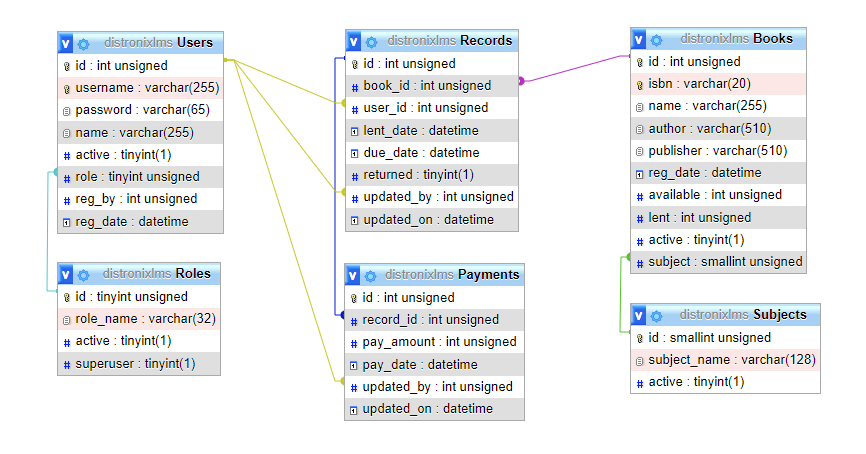 distronixlms Users
id : int unsigned
username : varchar(255)
password : varchar(65)
name : varchar(255)
active : tinyint(1)
# role : tinyint unsigned
# reg_by : int unsigned
reg_date : datetime
distronixlms Roles
id : tinyint unsigned
role_name : varchar(32)
# active : tinyint(1)
# superuser : tinyint(1)
distronixlms Records
id : int unsigned
# book_id : int unsigned
# user_id : int unsigned
lent_date : datetime
due_date : datetime
# returned : tinyint(1)
# updated_by : int unsigned
updated_on : datetime
distronixlms Payments
id : int unsigned
# record_id : int unsigned
# pay_amount : int unsigned
pay_date : datetime
# updated_by : int unsigned
updated_on : datetime
distronixlms Books
id : int unsigned
isbn : varchar(20)
name : varchar(255)
author : varchar(510)
publisher : varchar(510)
reg_date : datetime
# available : int unsigned
# lent : int unsigned
# active : tinyint(1)
# subject : smallint unsigned
distronixlms Subjects
id : smallint unsigned
subject_name : varchar(128)
# active : tinyint(1)